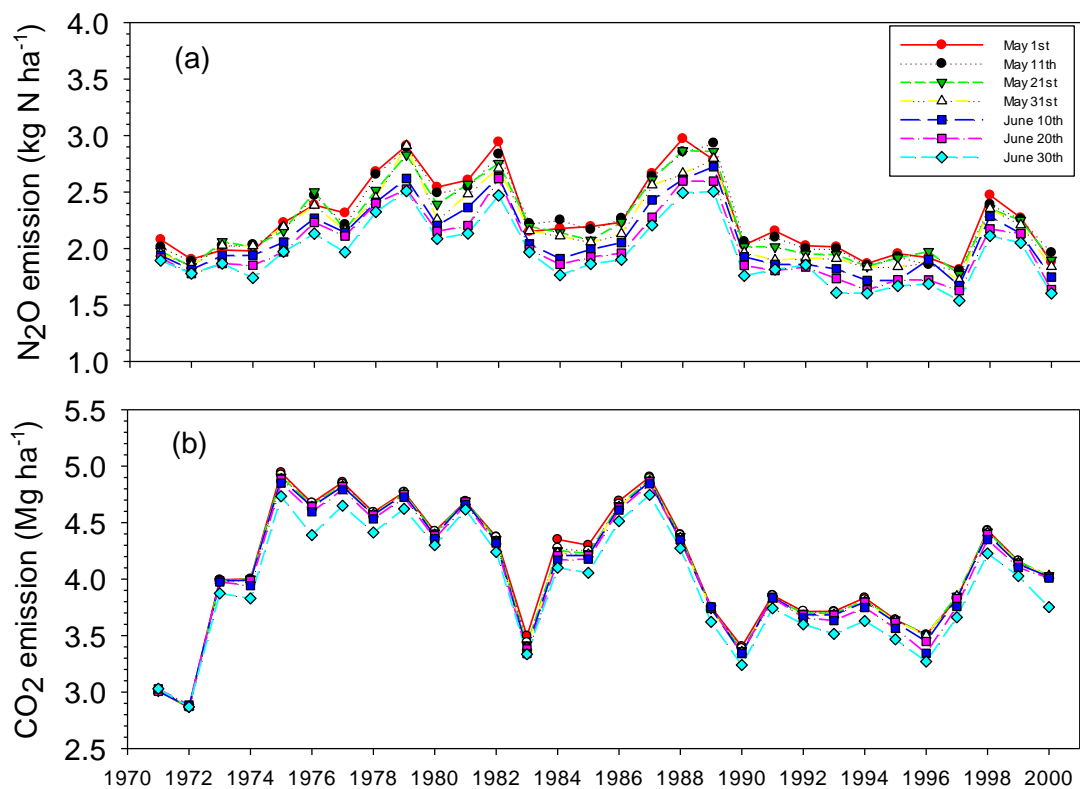 (a)
N₂O emission (kg N ha⁻¹)
4.0
3.5
3.0
2.5
2.0
1.5
1.0
May 1st
May 11th
May 21st
May 31st
June 10th
June 20th
June 30th
(b)
CO₂ emission (Mg ha⁻¹)
5.5
5.0
4.5
4.0
3.5
3.0
2.5
1970 1972 1974 1976 1978 1980 1982 1984 1986 1988 1990 1992 1994 1996 1998 2000